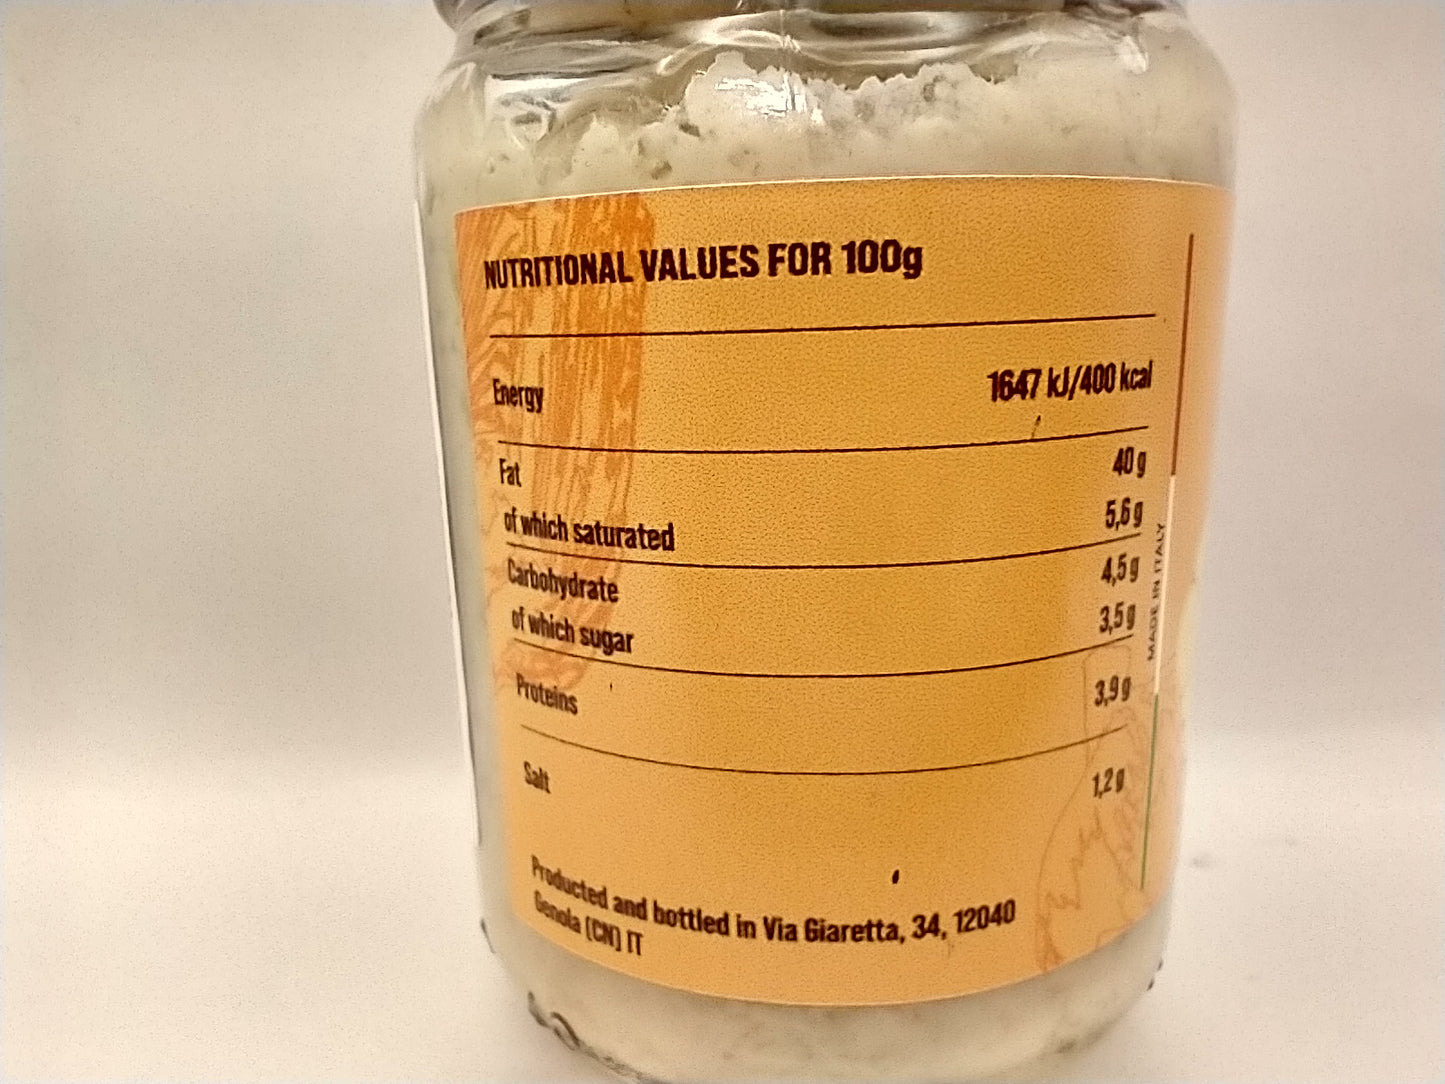 NUTRITIONAL VALUES FOR 100g
Energy 1647 kJ/400 kcal
Fat 40 g
of which saturated 5,6 g
Carbohydrate 4,5 g
of which sugar 3,5 g
Proteins 3,9 g
Salt 1,2 g
Producted and bottled in Via Giaretta, 34, 12040
Genola (CN) IT
MADE IN ITALY